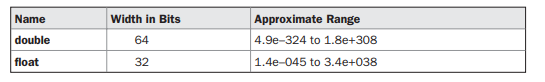 Name Width in Bits Approximate Range
double 64 4.9e–324 to 1.8e+308
float 32 1.4e–045 to 3.4e+038